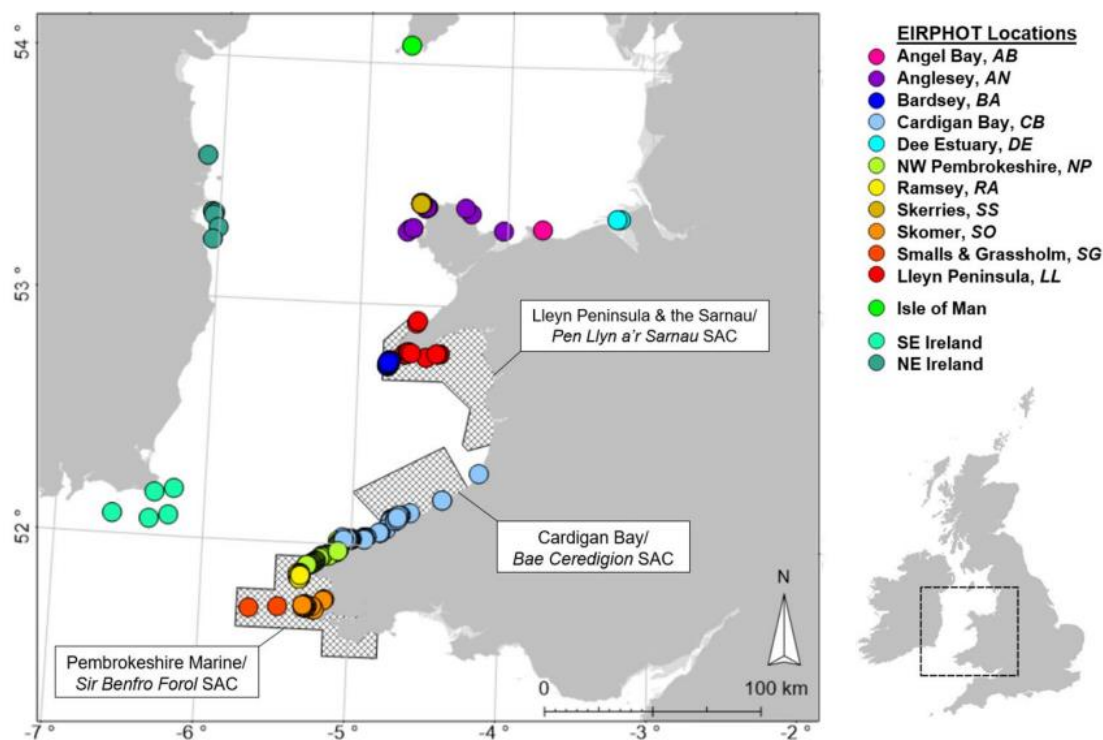 54 °
53 °
52 °
-7 °
-6 °
-5 °
-4 °
-3 °
-2 °
Lleyn Peninsula & the Sarnau/
Pen Llyn a'r Sarnau SAC
Cardigan Bay/
Bae Ceredigion SAC
Pembrokeshire Marine/
Sir Benfro Forol SAC
N
0
100 km
EIRPHOT Locations
Angel Bay, AB
Anglesey, AN
Bardsey, BA
Cardigan Bay, CB
Dee Estuary, DE
NW Pembrokeshire, NP
Ramsey, RA
Skerries, SS
Skomer, SO
Smalls & Grassholm, SG
Lleyn Peninsula, LL
Isle of Man
SE Ireland
NE Ireland